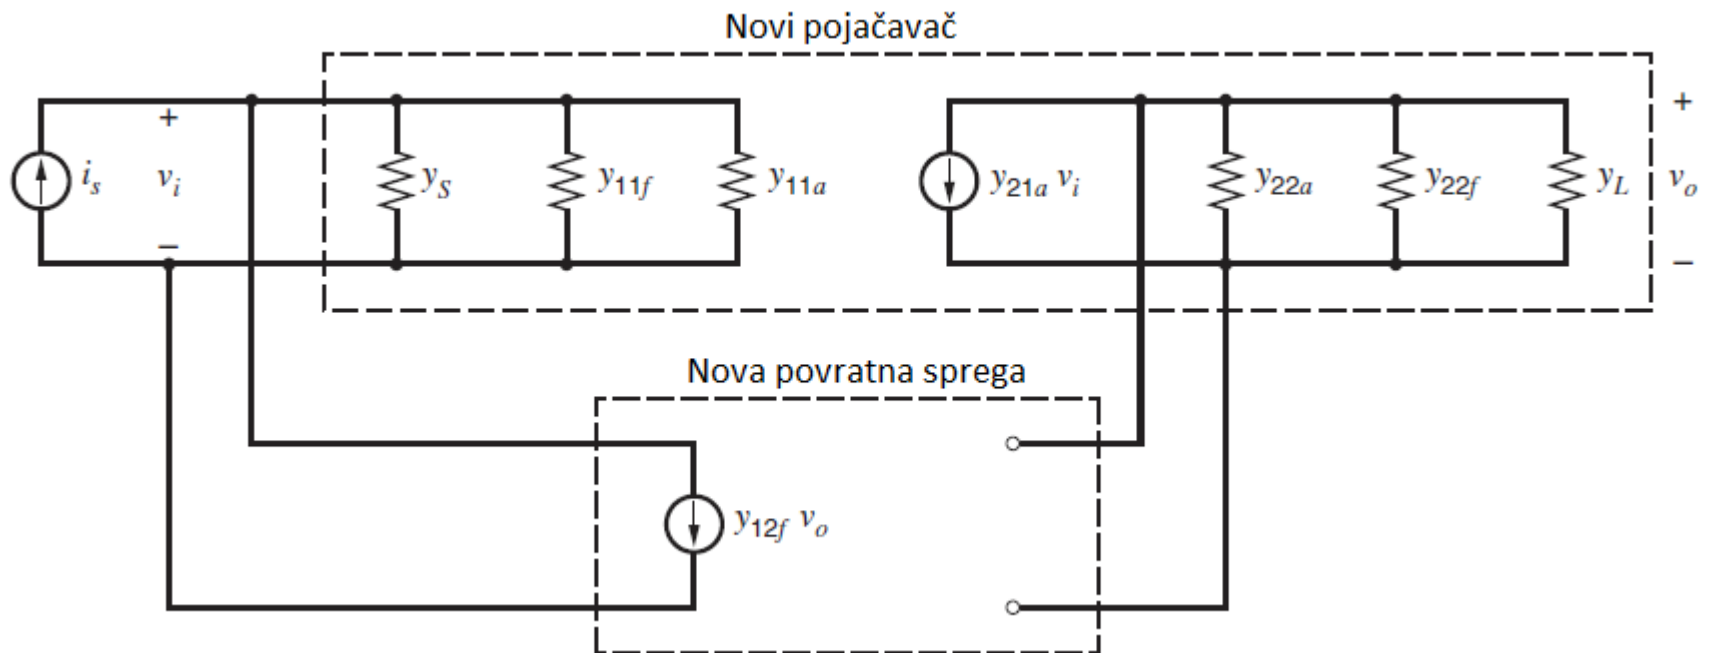 Novi pojačavač
+ +
i_s v_i y_S y_11f y_11a y_21a v_i y_22a y_22f y_L v_o
− −
Nova povratna sprega
y_12f v_o